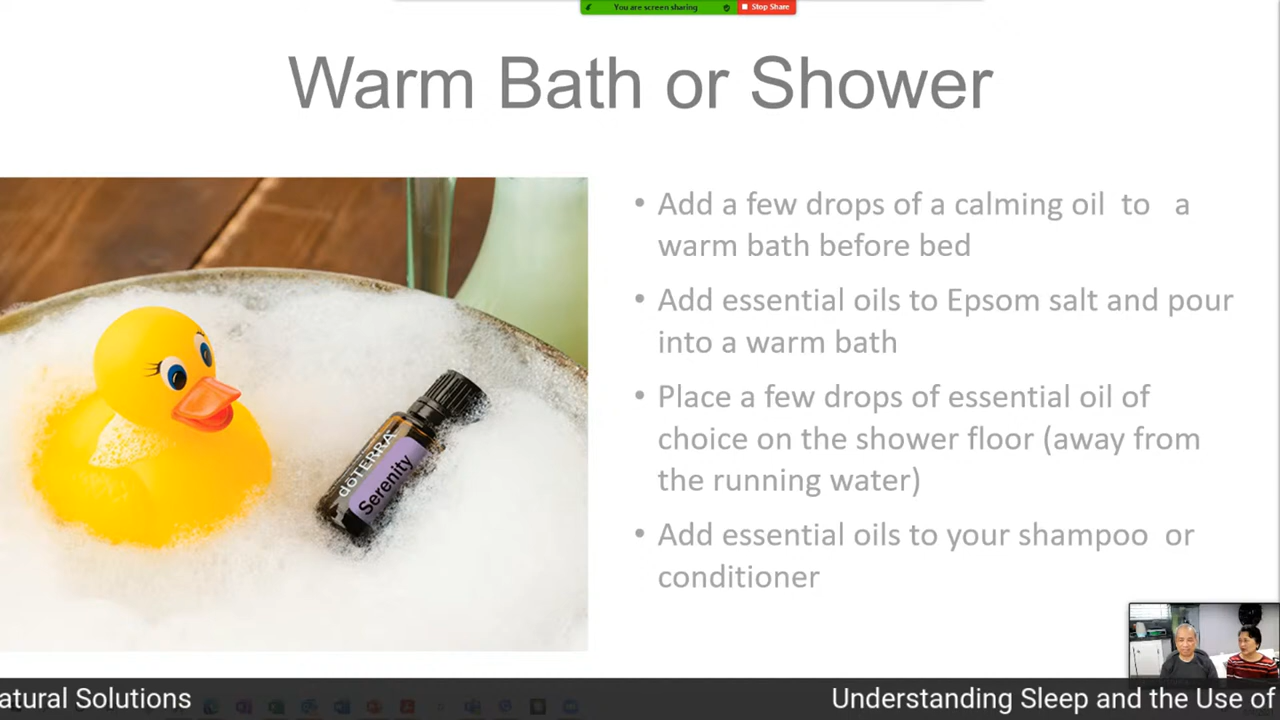 You are screen sharing
Stop Share
Warm Bath or Shower
• Add a few drops of a calming oil to a
warm bath before bed
• Add essential oils to Epsom salt and pour
into a warm bath
• Place a few drops of essential oil of
choice on the shower floor (away from
the running water)
• Add essential oils to your shampoo or
conditioner
dōTERRA
Serenity
atural Solutions
Understanding Sleep and the Use of